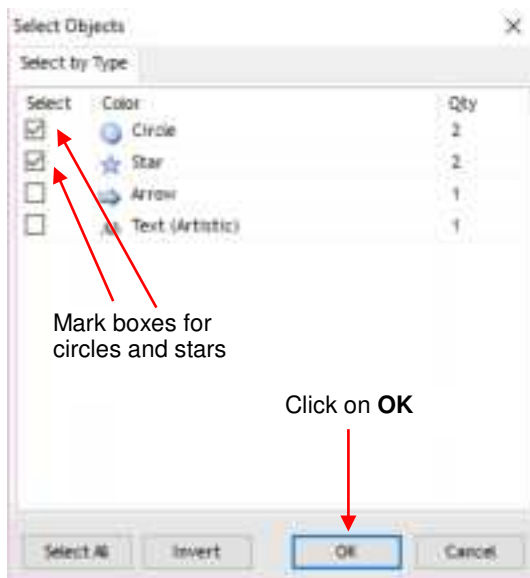 Select Objects
Select by Type
Select Color Qty
Circle 2
Star 2
Arrow 1
Text (Artistic) 1
Mark boxes for
circles and stars
Click on OK
Select All Invert OK Cancel